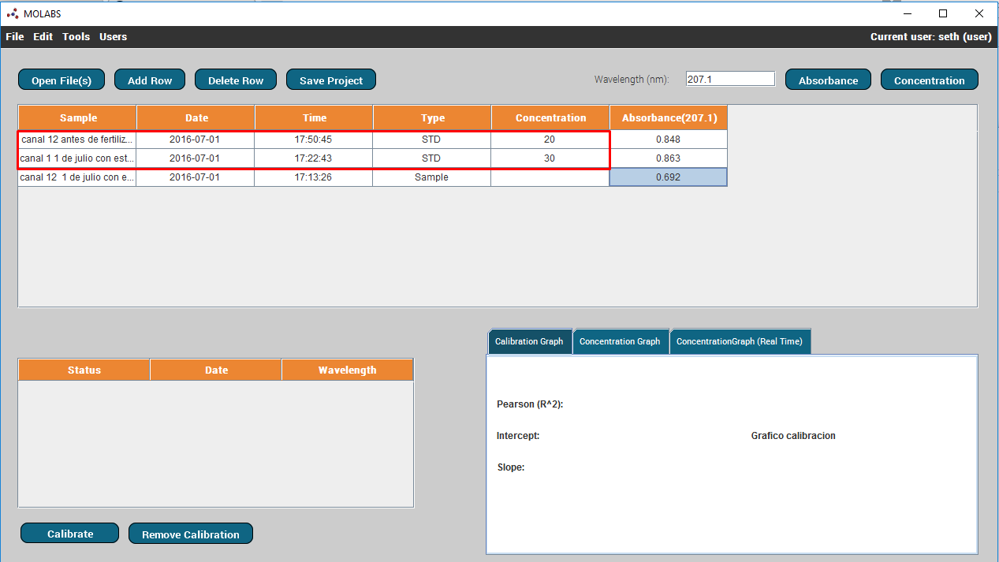 MOLABS
File Edit Tools Users Current user: seth (user)
Open File(s) Add Row Delete Row Save Project Wavelength (nm): 207.1 Absorbance Concentration
Sample Date Time Type Concentration Absorbance(207.1)
canal 12 antes de fertiliz... 2016-07-01 17:50:45 STD 20 0.848
canal 1 1 de julio con est... 2016-07-01 17:22:43 STD 30 0.863
canal 12 1 de julio con e... 2016-07-01 17:13:26 Sample 0.692
Calibration Graph Concentration Graph ConcentrationGraph (Real Time)
Status Date Wavelength
Pearson (R^2):
Intercept: Grafico calibracion
Slope:
Calibrate Remove Calibration